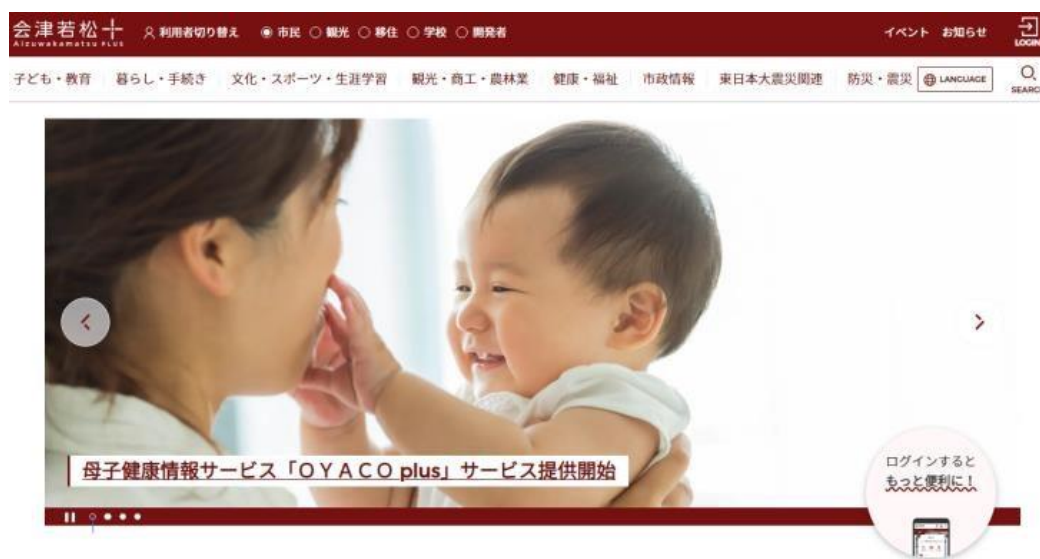 会津若松+ 利用者切り替え 市民 観光 移住 学校 開発者 イベント お知らせ LOGIN
Aizuwakamatsu PLUS
子ども・教育 暮らし・手続き 文化・スポーツ・生涯学習 観光・商工・農林業 健康・福祉 市政情報 東日本大震災関連 防災・震災 LANGUAGE SEARCH
母子健康情報サービス「OYACO plus」サービス提供開始
ログインすると
もっと便利に！